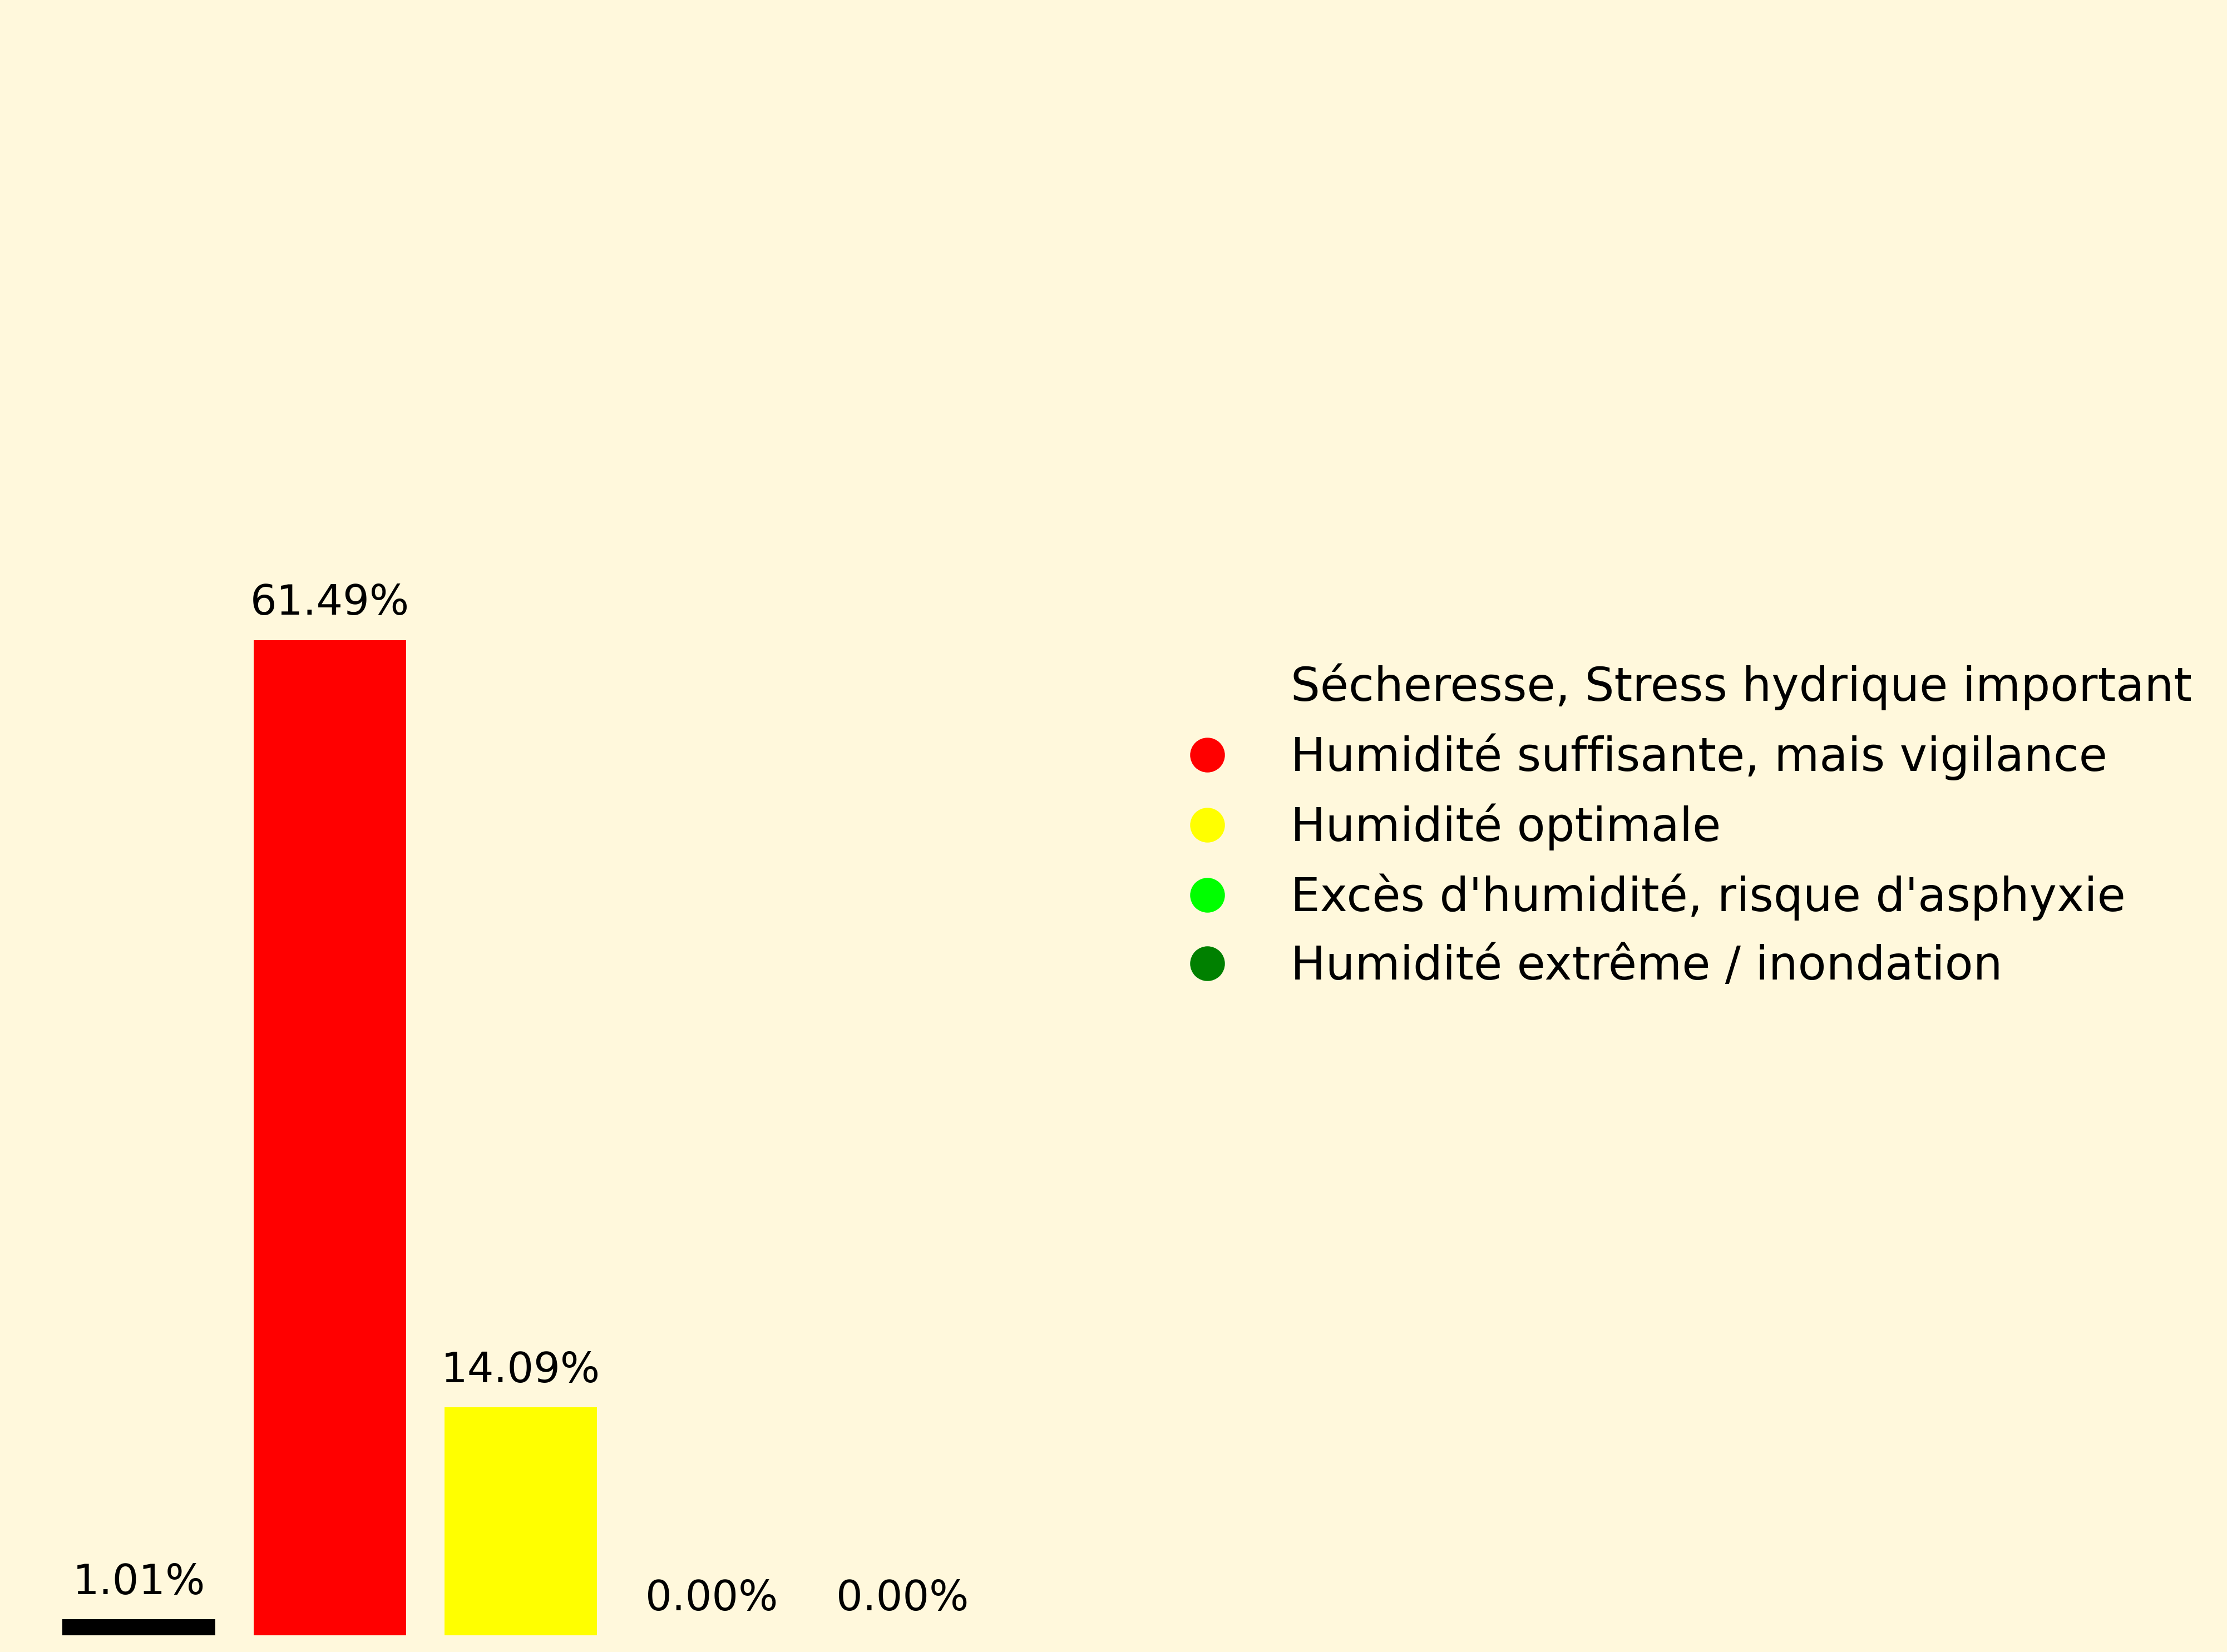 61.49%
Sécheresse, Stress hydrique important
Humidité suffisante, mais vigilance
Humidité optimale
Excès d'humidité, risque d'asphyxie
Humidité extrême / inondation
14.09%
1.01%
0.00%
0.00%